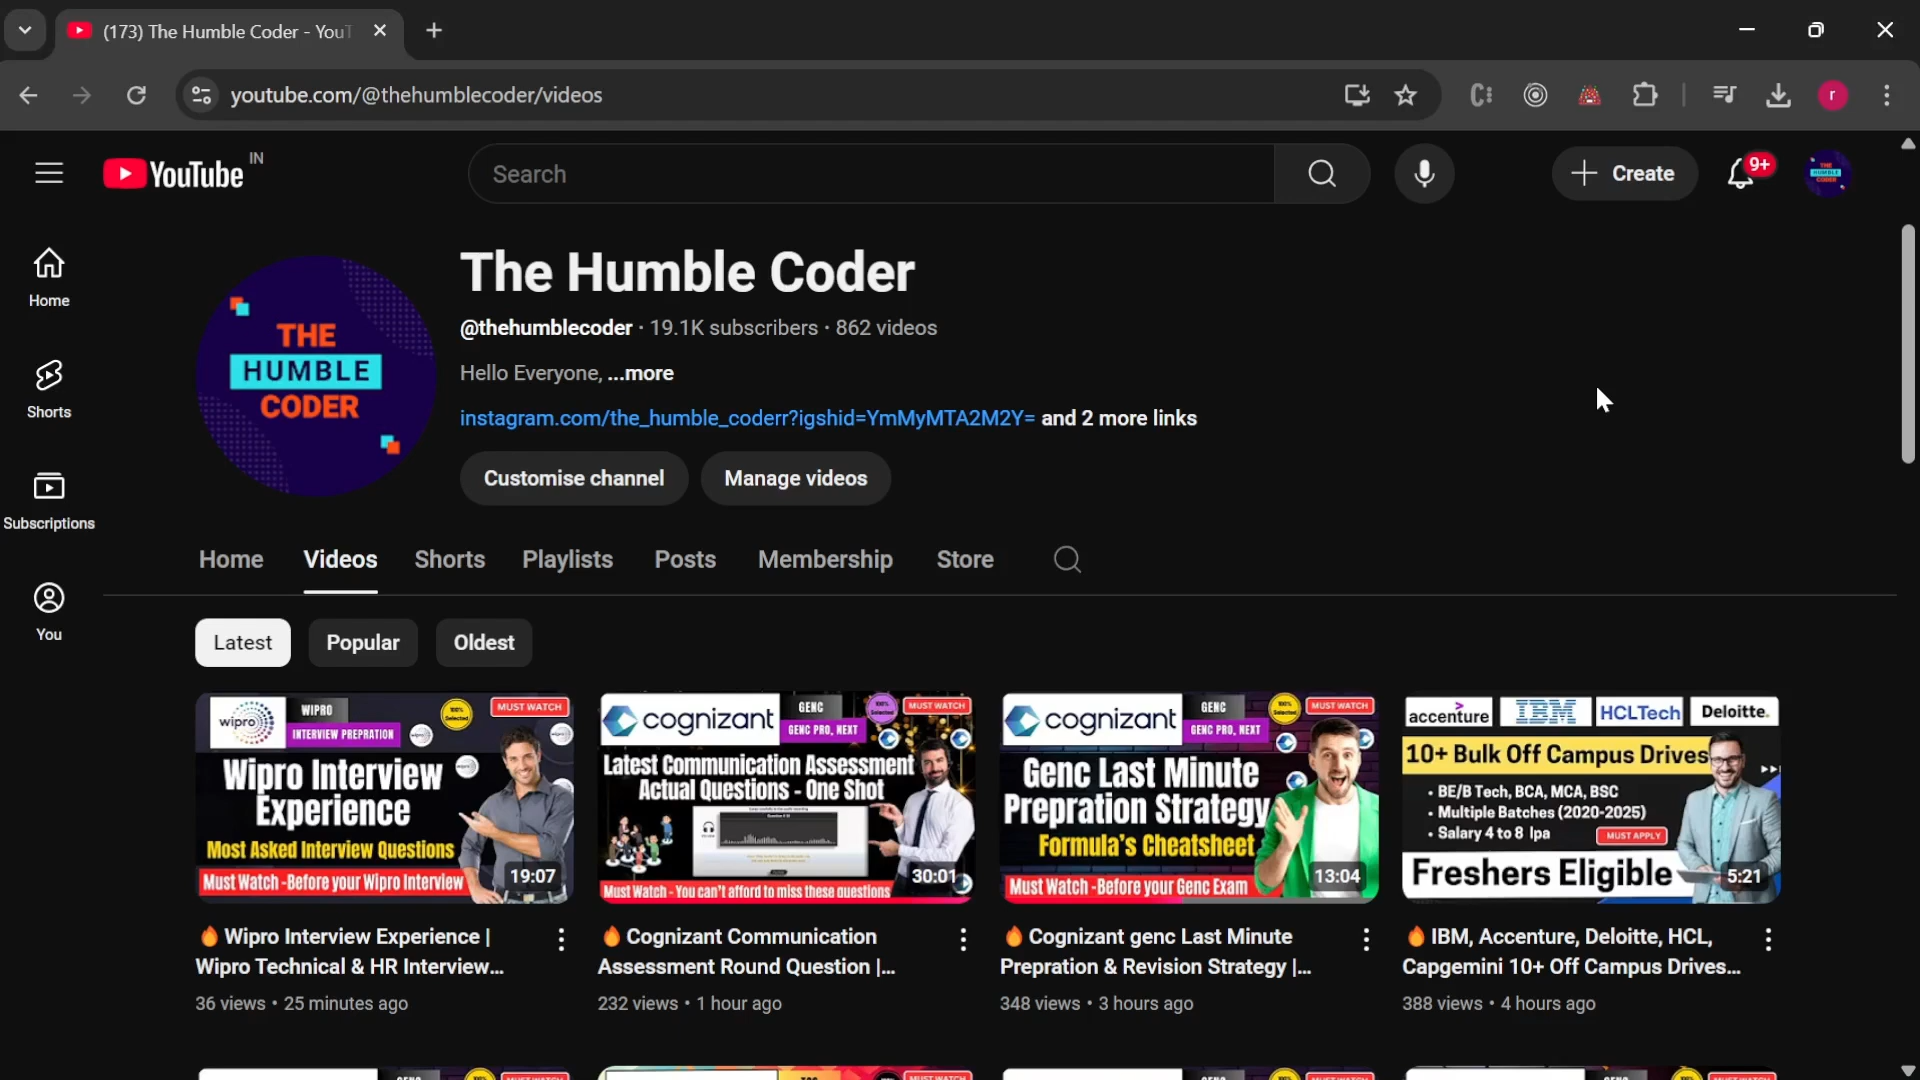 (173) The Humble Coder - YouT
youtube.com/@thehumblecoder/videos
r
YouTube IN
Search
Create
9+
Home
Shorts
Subscriptions
You
THE
HUMBLE
CODER
The Humble Coder
@thehumblecoder · 19.1K subscribers · 862 videos
Hello Everyone, ...more
instagram.com/the_humble_coderr?igshid=YmMyMTA2M2Y= and 2 more links
Customise channel
Manage videos
Home
Videos
Shorts
Playlists
Posts
Membership
Store
Latest
Popular
Oldest
wipro
WIPRO
INTERVIEW PREPRATION
100% Selected
MUST WATCH
Wipro Interview
Experience
Most Asked Interview Questions
Must Watch -Before your Wipro Interview
19:07
🔥 Wipro Interview Experience |
Wipro Technical & HR Interview...
36 views • 25 minutes ago
cognizant
GENC
GENC PRO, NEXT
100% Selected
MUST WATCH
Latest Communication Assessment
Actual Questions - One Shot
Must Watch - You can't afford to miss these questions
30:01
🔥 Cognizant Communication
Assessment Round Question |...
232 views • 1 hour ago
cognizant
GENC
GENC PRO, NEXT
100% Selected
MUST WATCH
Genc Last Minute
Prepration Strategy
Formula's Cheatsheet
Must Watch -Before your Genc Exam
13:04
🔥 Cognizant genc Last Minute
Prepration & Revision Strategy |...
348 views • 3 hours ago
accenture
IBM
HCLTech
Deloitte.
10+ Bulk Off Campus Drives
• BE/B Tech, BCA, MCA, BSC
• Multiple Batches (2020-2025)
• Salary 4 to 8 lpa
MUST APPLY
Freshers Eligible
5:21
🔥 IBM, Accenture, Deloitte, HCL,
Capgemini 10+ Off Campus Drives...
388 views • 4 hours ago